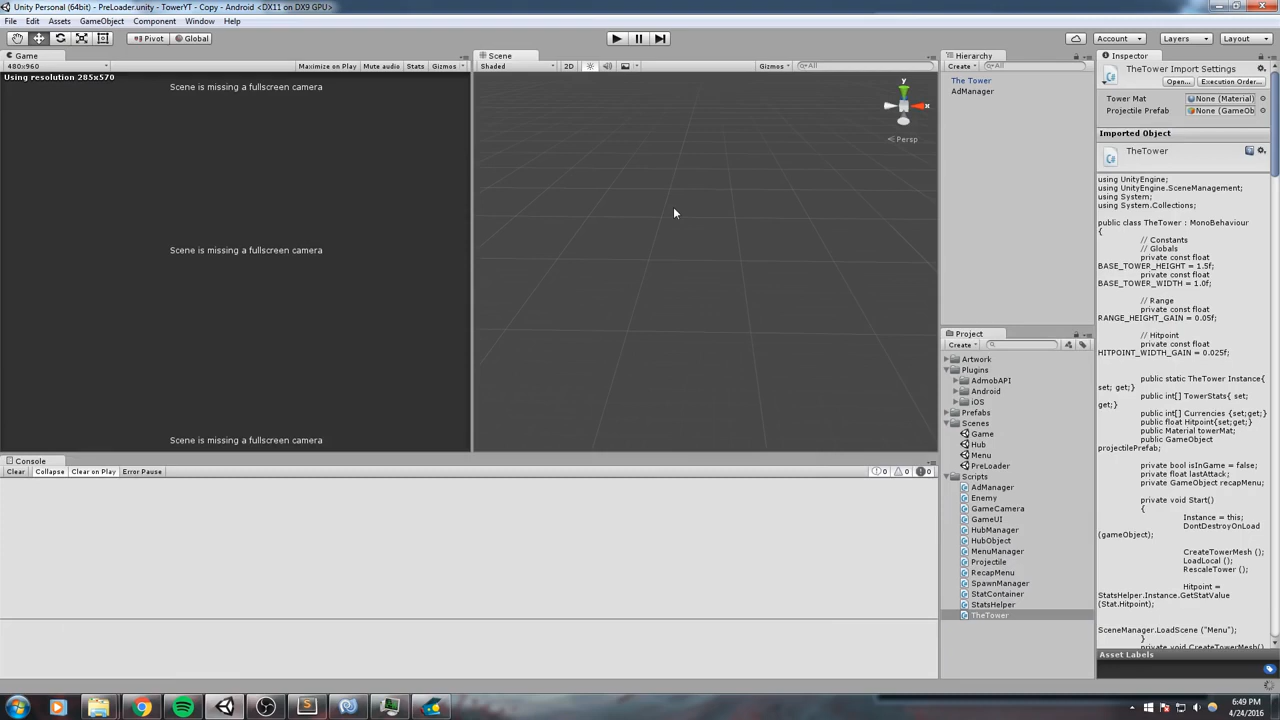 Unity Personal (64bit) - PreLoader.unity - TowerYT - Copy - Android <DX11 on DX9 GPU>
File Edit Assets GameObject Component Window Help
Pivot Global Account Layers Layout
Game
480x960 Maximize on Play Mute audio Stats Gizmos
Using resolution 285x570
Scene is missing a fullscreen camera
Scene is missing a fullscreen camera
Scene is missing a fullscreen camera
Scene
Shaded 2D Gizmos All
y
x
Persp
Console
Clear Collapse Clear on Play Error Pause 0 0 0
Hierarchy
Create All
The Tower
AdManager
Project
Create
Artwork
Plugins
AdmobAPI
Android
iOS
Prefabs
Scenes
Game
Hub
Menu
PreLoader
Scripts
AdManager
Enemy
GameCamera
GameUI
HubManager
HubObject
MenuManager
Projectile
RecapMenu
SpawnManager
StatContainer
StatsHelper
TheTower
Inspector
TheTower Import Settings
Open... Execution Order...
Tower Mat None (Material)
Projectile Prefab None (GameOb
Imported Object
TheTower
using UnityEngine;
using UnityEngine.SceneManagement;
using System;
using System.Collections;
public class TheTower : MonoBehaviour
{
// Constants
// Globals
private const float
BASE_TOWER_HEIGHT = 1.5f;
private const float
BASE_TOWER_WIDTH = 1.0f;
// Range
private const float
RANGE_HEIGHT_GAIN = 0.05f;
// Hitpoint
private const float
HITPOINT_WIDTH_GAIN = 0.025f;
public static TheTower Instance{
set; get;}
public int[] TowerStats{ set;
get;}
public int[] Currencies {set;get;}
public float Hitpoint{set;get;}
public Material towerMat;
public GameObject
projectilePrefab;
private bool isInGame = false;
private float lastAttack;
private GameObject recapMenu;
private void Start()
{
Instance = this;
DontDestroyOnLoad
(gameObject);
CreateTowerMesh ();
LoadLocal ();
RescaleTower ();
Hitpoint =
StatsHelper.Instance.GetStatValue
(Stat.Hitpoint);
SceneManager.LoadScene ("Menu");
}
private void CreateTowerMesh()
Asset Labels
6:49 PM
4/24/2016